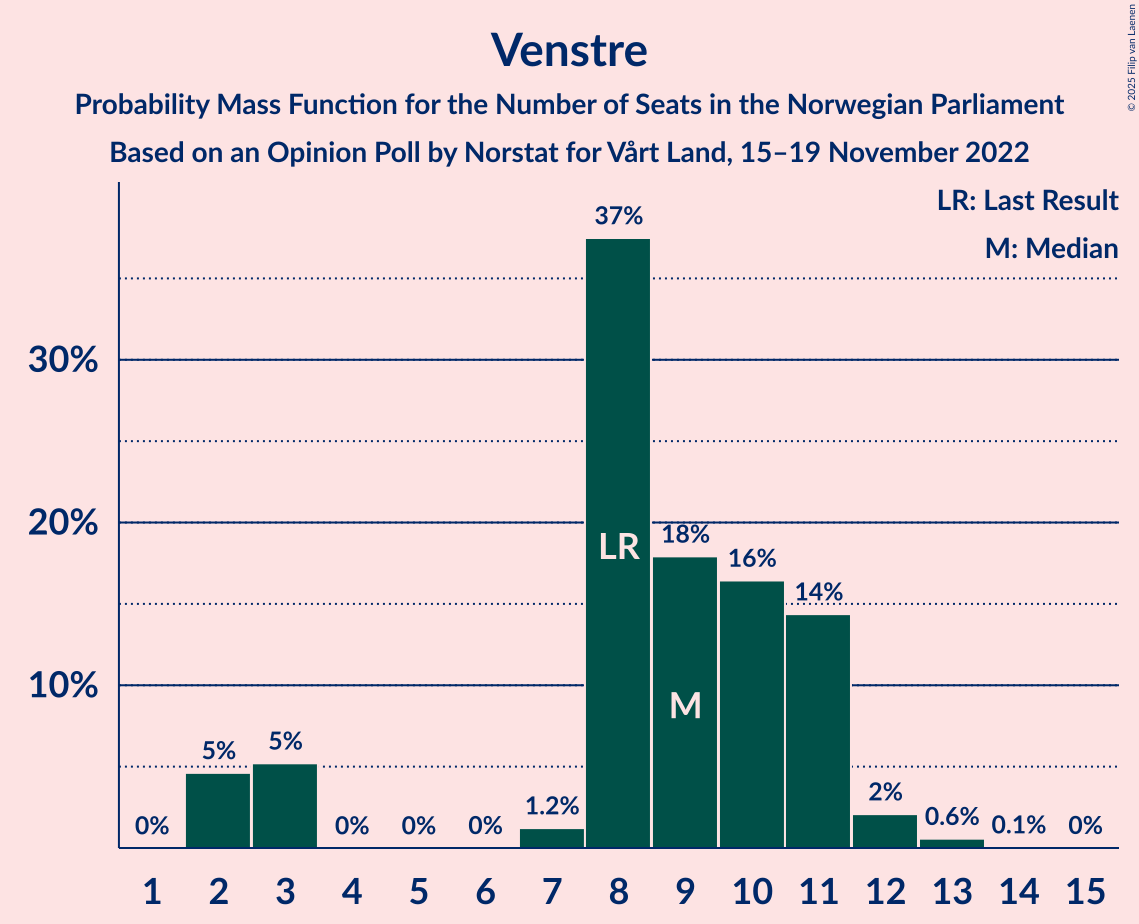 Venstre
Probability Mass Function for the Number of Seats in the Norwegian Parliament
Based on an Opinion Poll by Norstat for Vårt Land, 15–19 November 2022
© 2025 Filip van Laenen
LR: Last Result
M: Median
30%
20%
10%
0%
5%
5%
0%
0%
0%
1.2%
37%
18%
16%
14%
2%
0.6%
0.1%
0%
LR
M
1 2 3 4 5 6 7 8 9 10 11 12 13 14 15